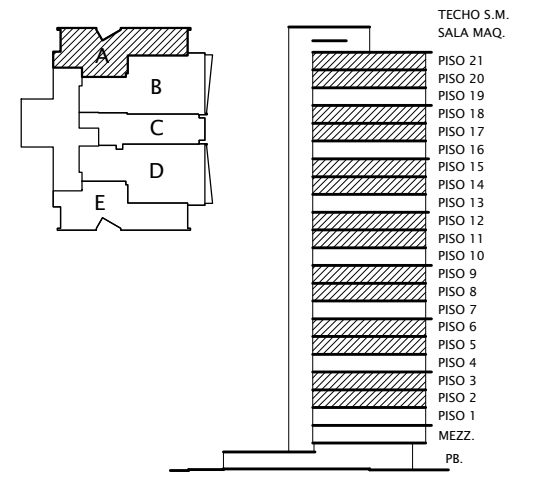 A
B
C
D
E
TECHO S.M.
SALA MAQ.
PISO 21
PISO 20
PISO 19
PISO 18
PISO 17
PISO 16
PISO 15
PISO 14
PISO 13
PISO 12
PISO 11
PISO 10
PISO 9
PISO 8
PISO 7
PISO 6
PISO 5
PISO 4
PISO 3
PISO 2
PISO 1
MEZZ.
PB.